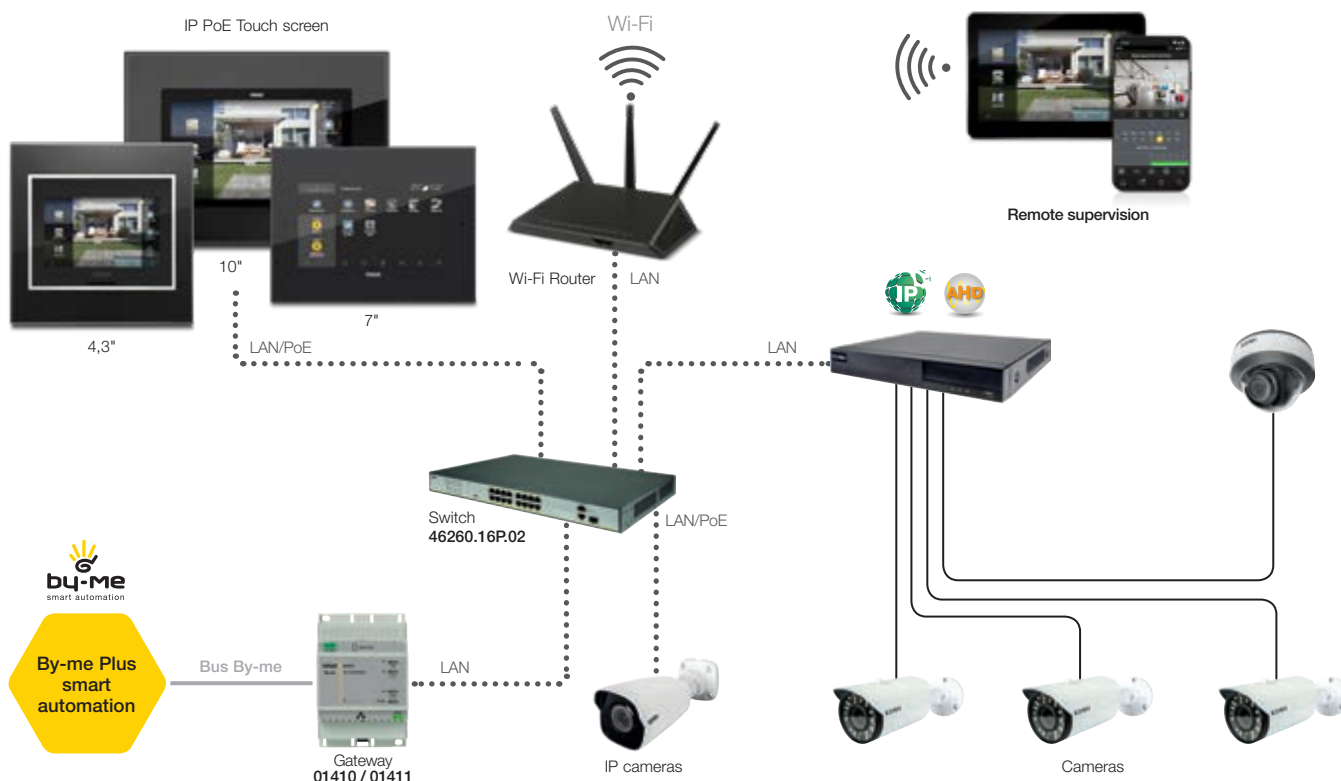 IP PoE Touch screen
Wi-Fi
10"
7"
4,3"
Wi-Fi Router
LAN
Remote supervision
IP
AHD
LAN/PoE
LAN
Switch
46260.16P.02
LAN/PoE
by-me
smart automation
By-me Plus
smart
automation
Bus By-me
LAN
Gateway
01410 / 01411
IP cameras
Cameras